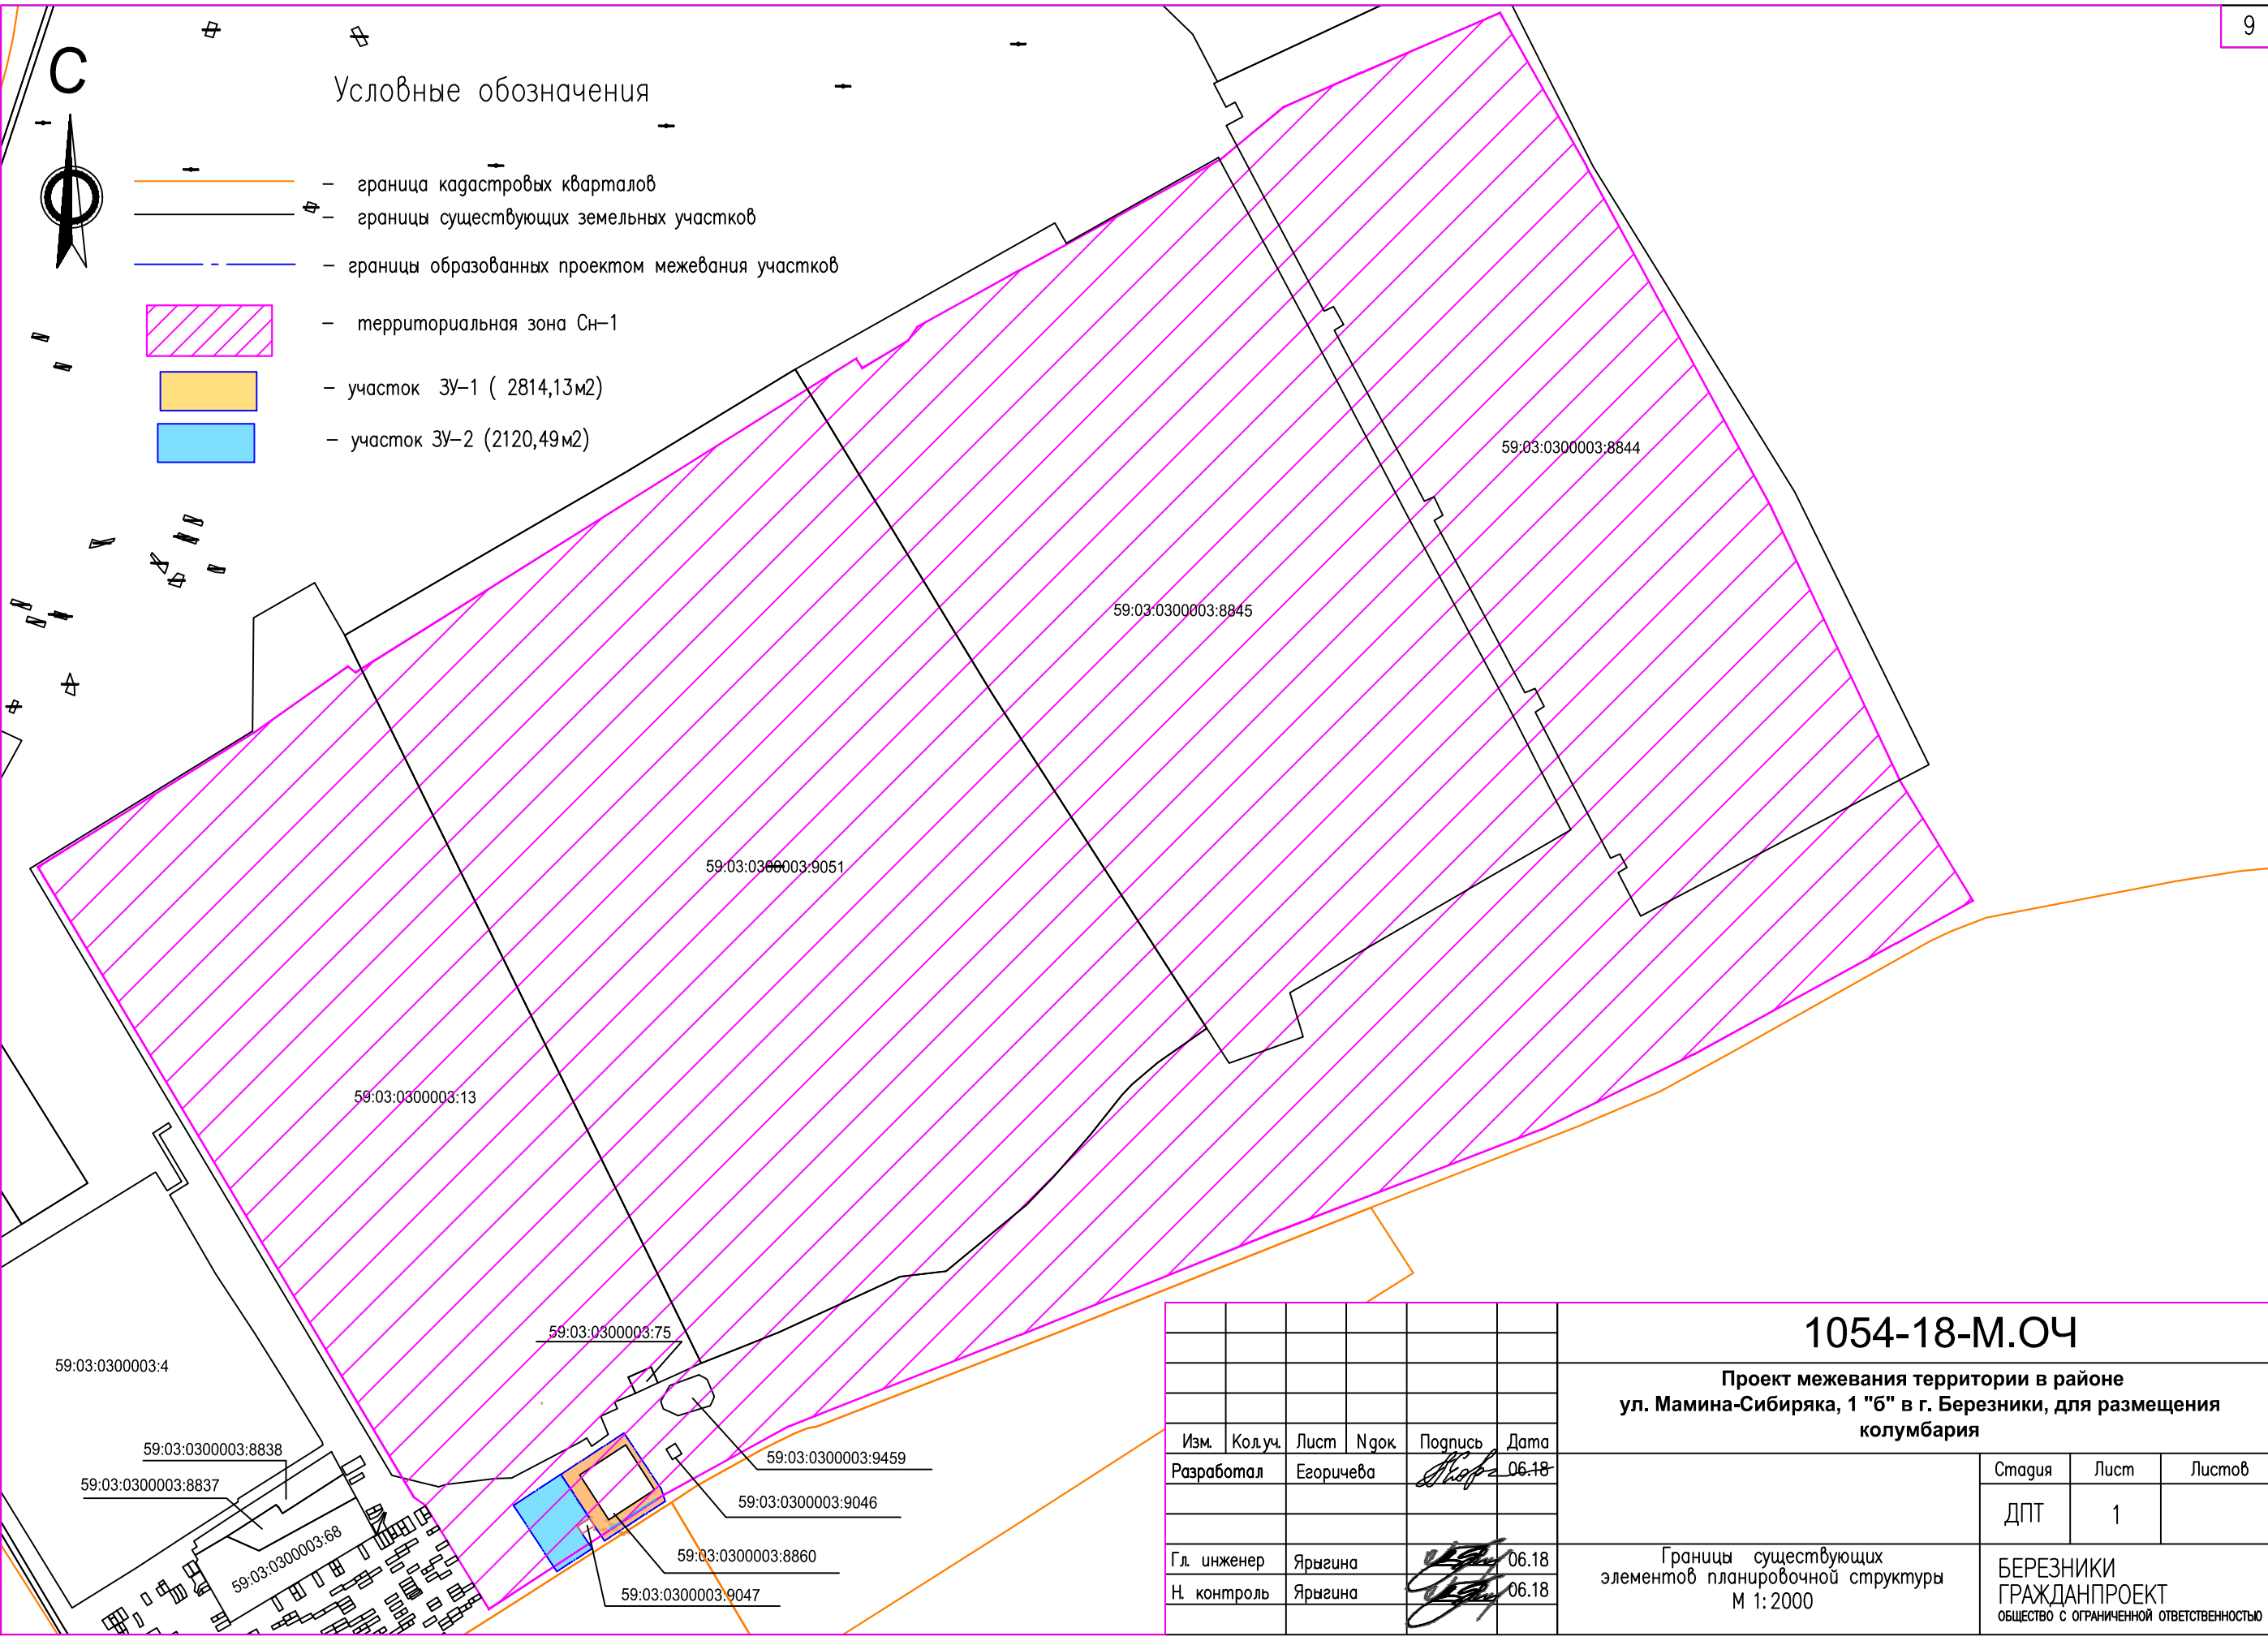 9
С
Условные обозначения
– граница кадастровых кварталов
– границы существующих земельных участков
– границы образованных проектом межевания участков
– территориальная зона Сн-1
– участок ЗУ-1 ( 2814,13м2)
– участок ЗУ-2 (2120,49м2)
59:03:0300003:8844
59:03:0300003:8845
59:03:0300003:9051
59:03:0300003:13
59:03:0300003:75
59:03:0300003:4
59:03:0300003:8838
59:03:0300003:8837
59:03:0300003:68
59:03:0300003:9459
59:03:0300003:9046
59:03:0300003:8860
59:03:0300003:9047
1054-18-М.ОЧ
Проект межевания территории в районе
ул. Мамина-Сибиряка, 1 "б" в г. Березники, для размещения
колумбария
Изм. Кол.уч. Лист Nдок. Подпись Дата
Разработал Егоричева 06.18
Стадия Лист Листов
ДПТ 1
Гл. инженер Ярыгина 06.18
Н. контроль Ярыгина 06.18
Границы существующих
элементов планировочной структуры
М 1:2000
БЕРЕЗНИКИ
ГРАЖДАНПРОЕКТ
ОБЩЕСТВО С ОГРАНИЧЕННОЙ ОТВЕТСТВЕННОСТЬЮ